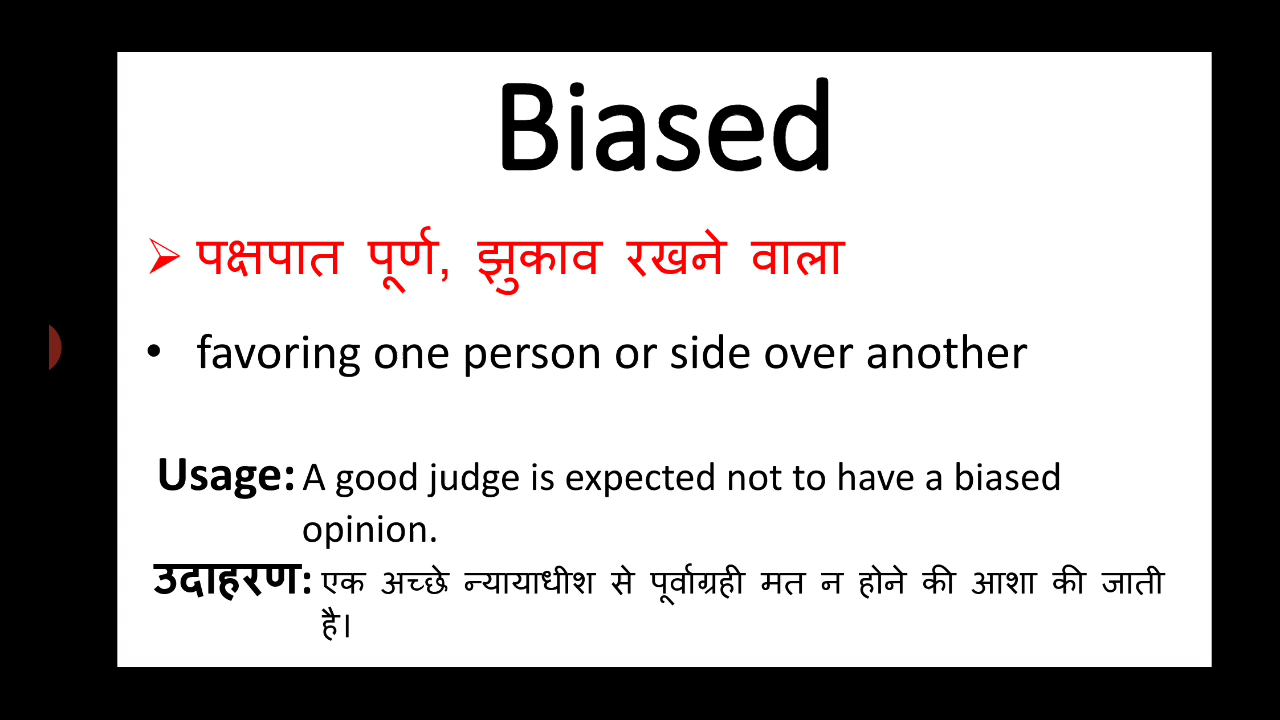 Biased
➢ पक्षपात पूर्ण, झुकाव रखने वाला
• favoring one person or side over another
Usage: A good judge is expected not to have a biased
opinion.
उदाहरण: एक अच्छे न्यायाधीश से पूर्वाग्रही मत न होने की आशा की जाती
है।